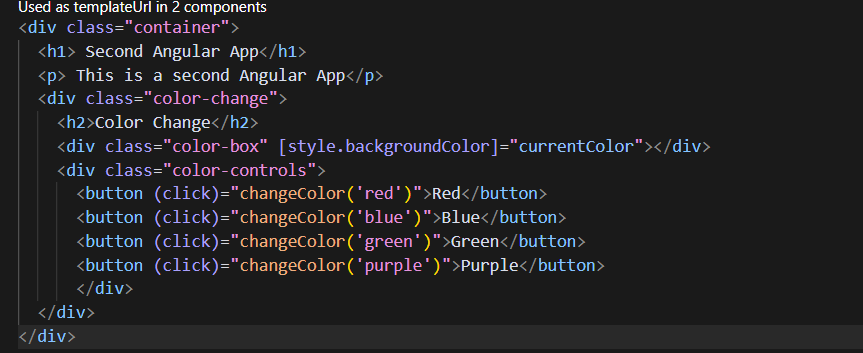 Used as templateUrl in 2 components
<div class="container">
<h1> Second Angular App</h1>
<p> This is a second Angular App</p>
<div class="color-change">
<h2>Color Change</h2>
<div class="color-box" [style.backgroundColor]="currentColor"></div>
<div class="color-controls">
<button (click)="changeColor('red')">Red</button>
<button (click)="changeColor('blue')">Blue</button>
<button (click)="changeColor('green')">Green</button>
<button (click)="changeColor('purple')">Purple</button>
</div>
</div>
</div>